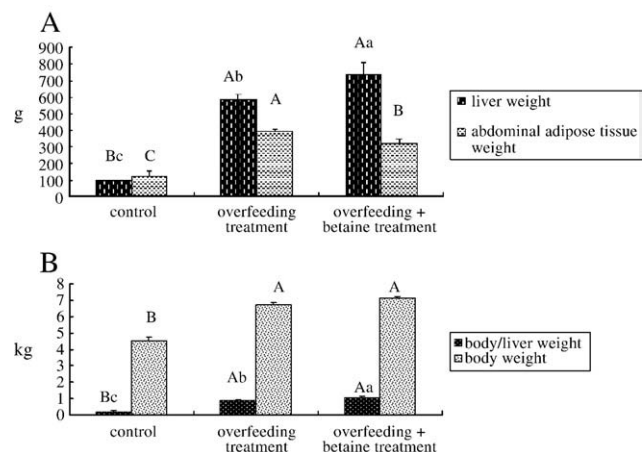 A
900
800
700
600
500
400
300
200
100
0
g
Bc C Ab A Aa B
control overfeeding treatment overfeeding + betaine treatment
liver weight
abdominal adipose tissue
weight
B
8
7
6
5
4
3
2
1
0
kg
Bc B Ab A Aa A
control overfeeding treatment overfeeding + betaine treatment
body/liver weight
body weight